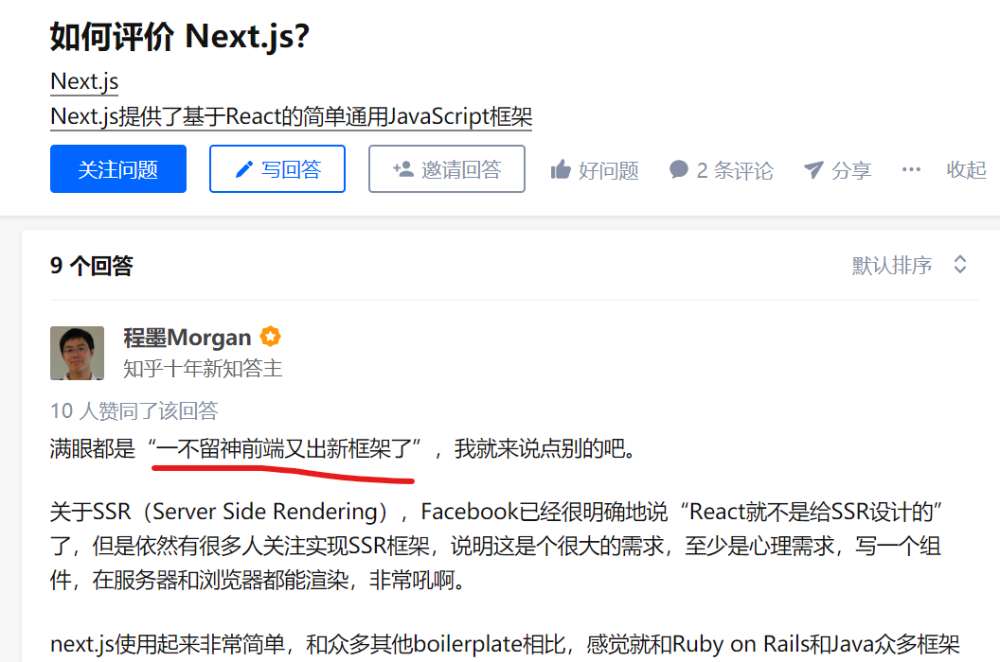 如何评价 Next.js?
Next.js
Next.js提供了基于React的简单通用JavaScript框架
关注问题 写回答 邀请回答 好问题 2 条评论 分享 ··· 收起
9 个回答 默认排序
程墨Morgan
知乎十年新知答主
10 人赞同了该回答
满眼都是“一不留神前端又出新框架了”，我就来说点别的吧。
关于SSR（Server Side Rendering），Facebook已经很明确地说“React就不是给SSR设计的”
了，但是依然有很多人关注实现SSR框架，说明这是个很大的需求，至少是心理需求，写一个组
件，在服务器和浏览器都能渲染，非常吼啊。
next.js使用起来非常简单，和众多其他boilerplate相比，感觉就和Ruby on Rails和Java众多框架